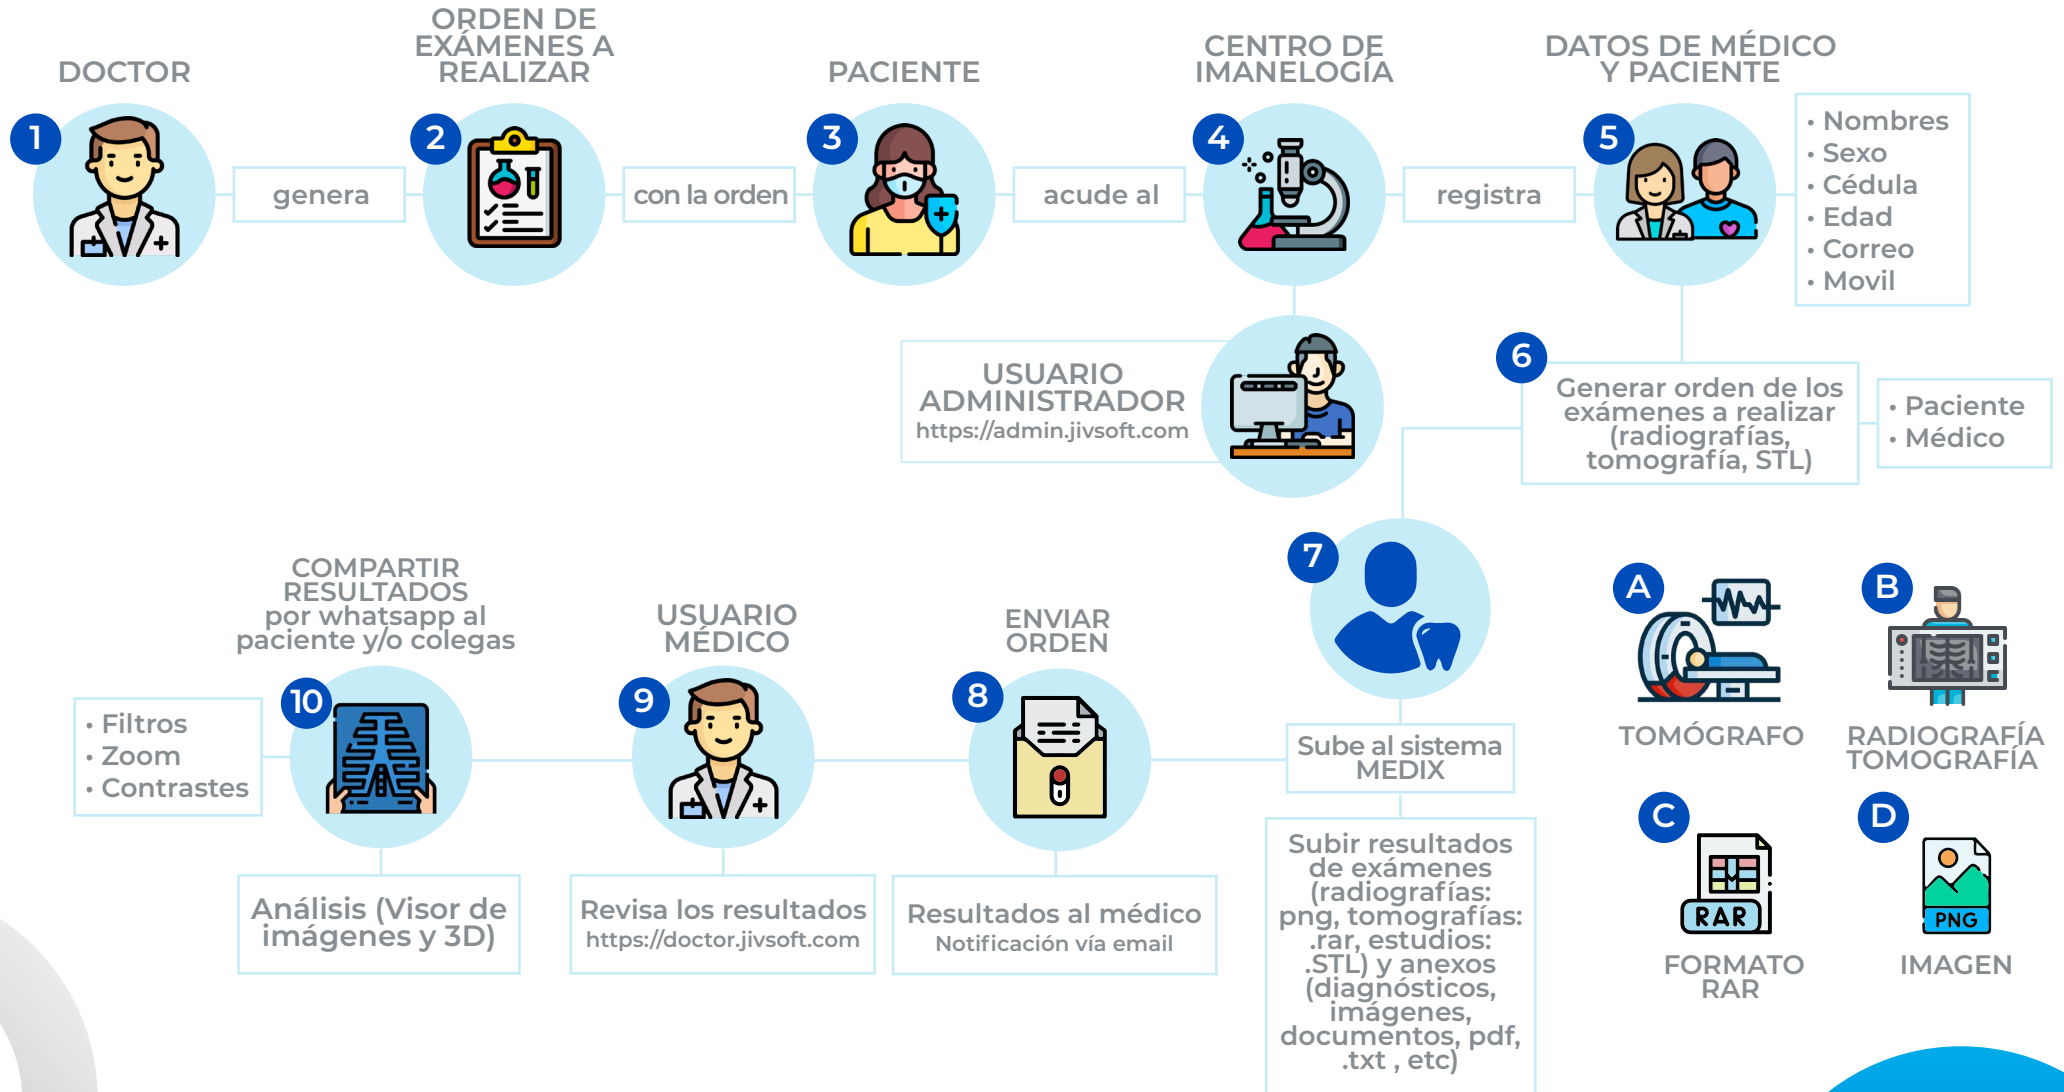 DOCTOR
1
genera
ORDEN DE
EXÁMENES A
REALIZAR
2
con la orden
PACIENTE
3
acude al
CENTRO DE
IMANELOGÍA
4
registra
DATOS DE MÉDICO
Y PACIENTE
5
• Nombres
• Sexo
• Cédula
• Edad
• Correo
• Movil
USUARIO
ADMINISTRADOR
https://admin.jivsoft.com
6
Generar orden de los
exámenes a realizar
(radiografías,
tomografía, STL)
• Paciente
• Médico
7
Sube al sistema
MEDIX
Subir resultados
de exámenes
(radiografías:
png, tomografías:
.rar, estudios:
.STL) y anexos
(diagnósticos,
imágenes,
documentos, pdf,
.txt , etc)
ENVIAR
ORDEN
8
Resultados al médico
Notificación vía email
USUARIO
MÉDICO
9
Revisa los resultados
https://doctor.jivsoft.com
COMPARTIR
RESULTADOS
por whatsapp al
paciente y/o colegas
10
• Filtros
• Zoom
• Contrastes
Análisis (Visor de
imágenes y 3D)
A
TOMÓGRAFO
B
RADIOGRAFÍA
TOMOGRAFÍA
C
RAR
FORMATO
RAR
D
PNG
IMAGEN